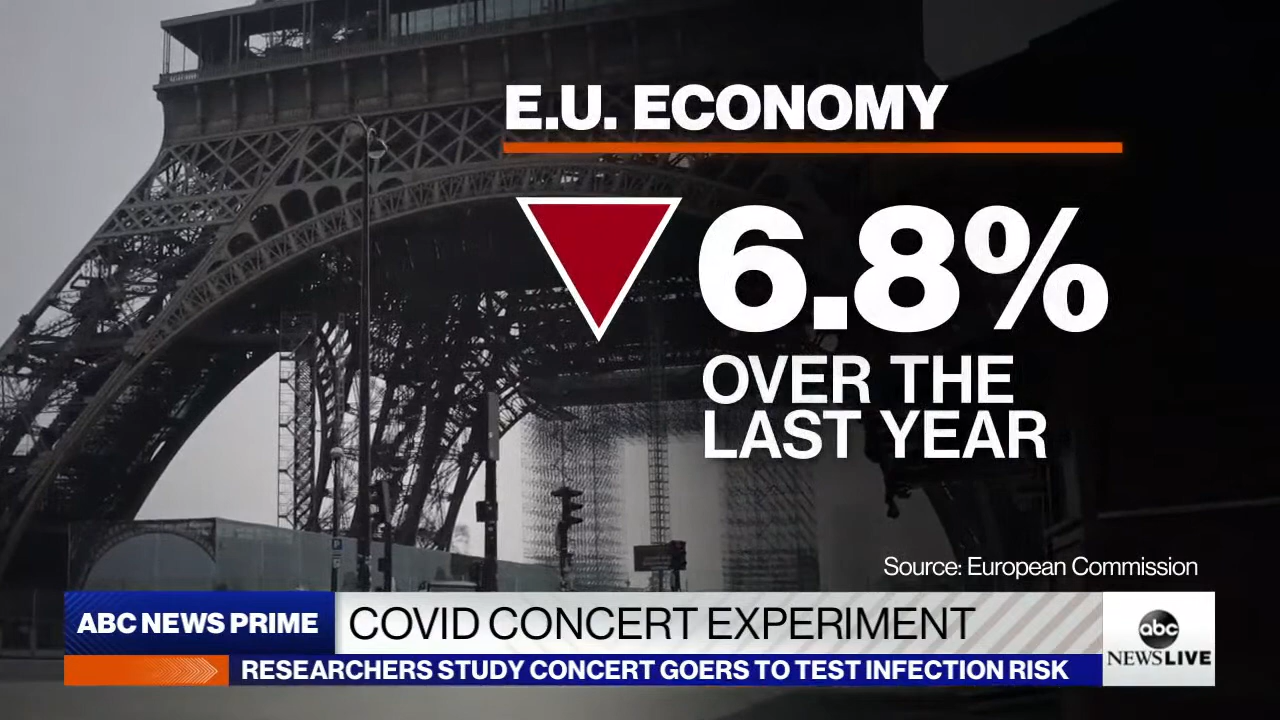 E.U. ECONOMY
6.8%
OVER THE
LAST YEAR
Source: European Commission
ABC NEWS PRIME
COVID CONCERT EXPERIMENT
RESEARCHERS STUDY CONCERT GOERS TO TEST INFECTION RISK
abc
NEWSLIVE